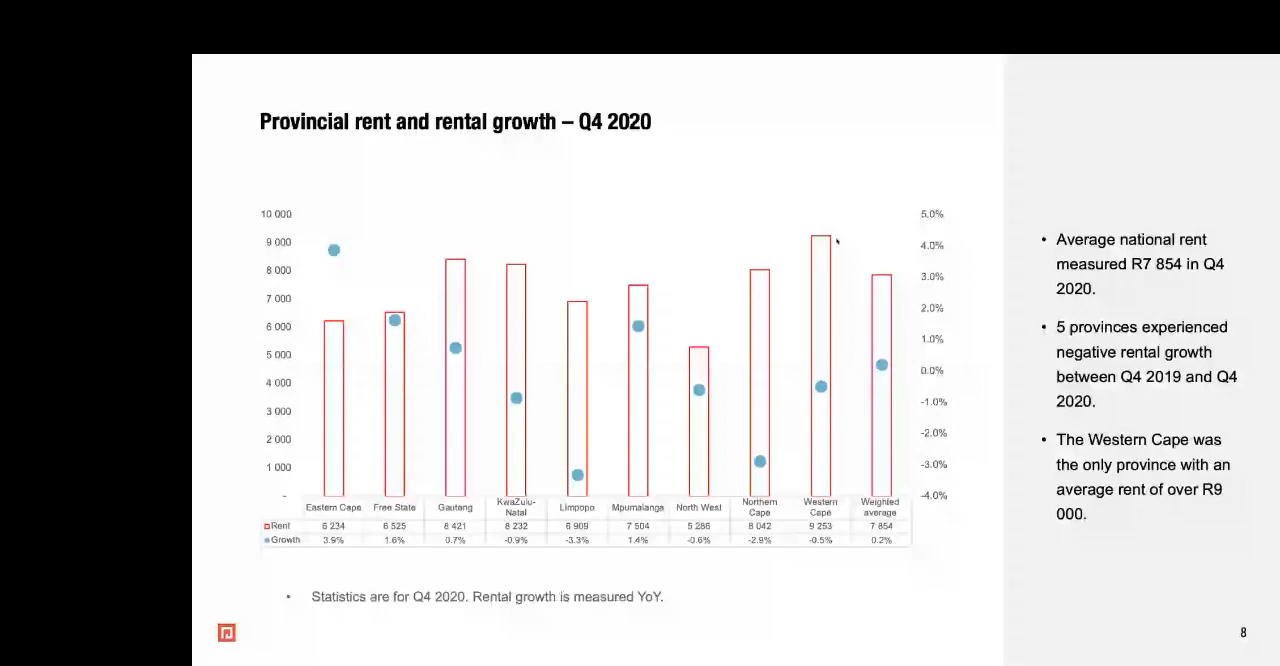 Provincial rent and rental growth – Q4 2020
10 000
9 000
8 000
7 000
6 000
5 000
4 000
3 000
2 000
1 000
-
5.0%
4.0%
3.0%
2.0%
1.0%
0.0%
-1.0%
-2.0%
-3.0%
-4.0%
Eastern Cape Free State Gauteng KwaZulu-Natal Limpopo Mpumalanga North West Northern Cape Western Cape Weighted average
Rent 6 234 6 525 8 421 8 232 6 909 7 504 5 286 8 042 9 253 7 854
Growth 3.9% 1.6% 0.7% -0.9% -3.3% 1.4% -0.6% -2.9% -0.5% 0.2%
• Statistics are for Q4 2020. Rental growth is measured YoY.
• Average national rent
measured R7 854 in Q4
2020.
• 5 provinces experienced
negative rental growth
between Q4 2019 and Q4
2020.
• The Western Cape was
the only province with an
average rent of over R9
000.
8